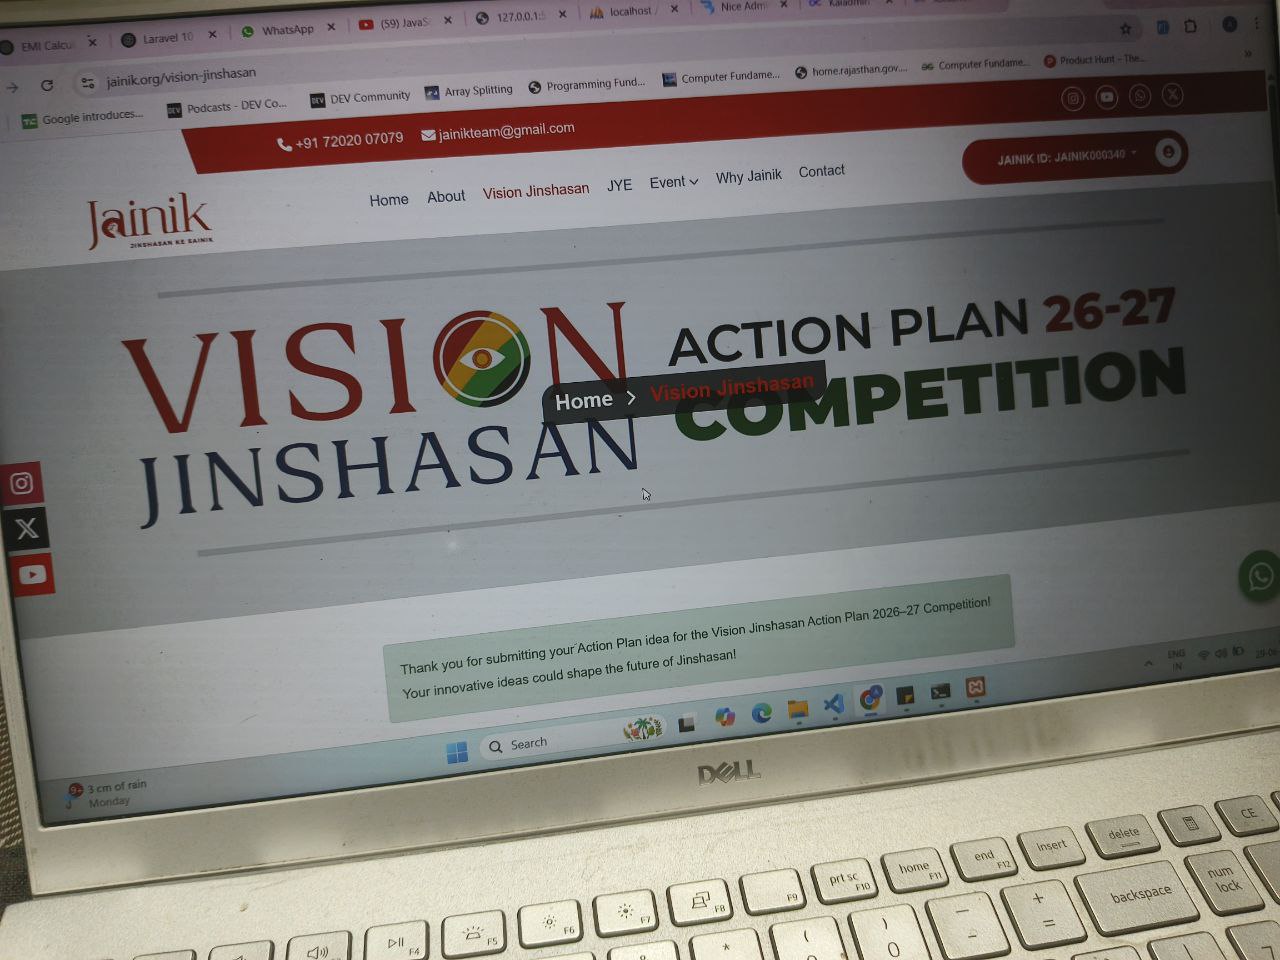 EMI Calcu
Laravel 10
WhatsApp
(59) JavaS
127.0.0.1:
localhost /
Nice Adm
jainik.org/vision-jinshasan
Google introduces...
Podcasts - DEV Co...
DEV Community
Array Splitting
Programming Fund...
Computer Fundame...
home.rajasthan.gov....
Computer Fundame...
Product Hunt – The...
+91 72020 07079 jainikteam@gmail.com
Jainik
JINSHASAN KE SAINIK
Home About Vision Jinshasan JYE Event Why Jainik Contact
JAINIK ID: JAINIK000340
VISION
JINSHASAN
ACTION PLAN 26-27
COMPETITION
Home > Vision Jinshasan
Thank you for submitting your Action Plan idea for the Vision Jinshasan Action Plan 2026–27 Competition!
Your innovative ideas could shape the future of Jinshasan!
3 cm of rain
Monday
Search
ENG
IN
DELL
F4
F5
F6
F7
F8
F9
prt sc
F10
home
F11
end
F12
insert
delete
CE
backspace
num
lock